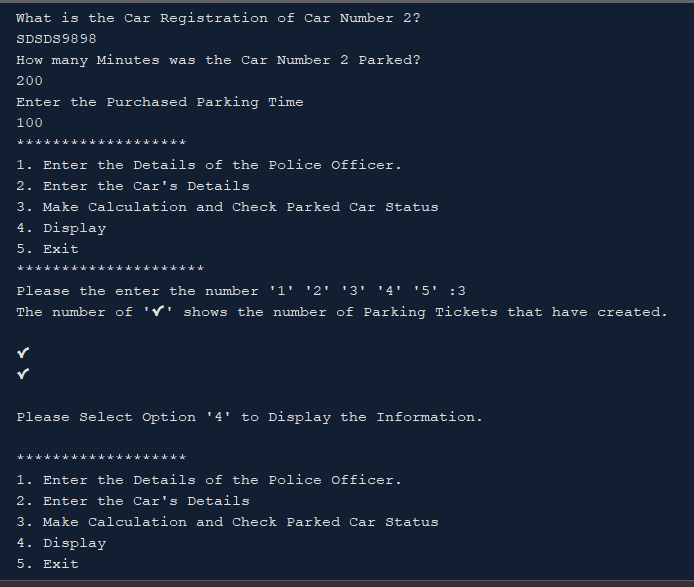 What is the Car Registration of Car Number 2?
SDSDS9898
How many Minutes was the Car Number 2 Parked?
200
Enter the Purchased Parking Time
100
*******************
1. Enter the Details of the Police Officer.
2. Enter the Car's Details
3. Make Calculation and Check Parked Car Status
4. Display
5. Exit
*********************
Please the enter the number '1' '2' '3' '4' '5' :3
The number of '✔' shows the number of Parking Tickets that have created.
✔
✔
Please Select Option '4' to Display the Information.
*******************
1. Enter the Details of the Police Officer.
2. Enter the Car's Details
3. Make Calculation and Check Parked Car Status
4. Display
5. Exit